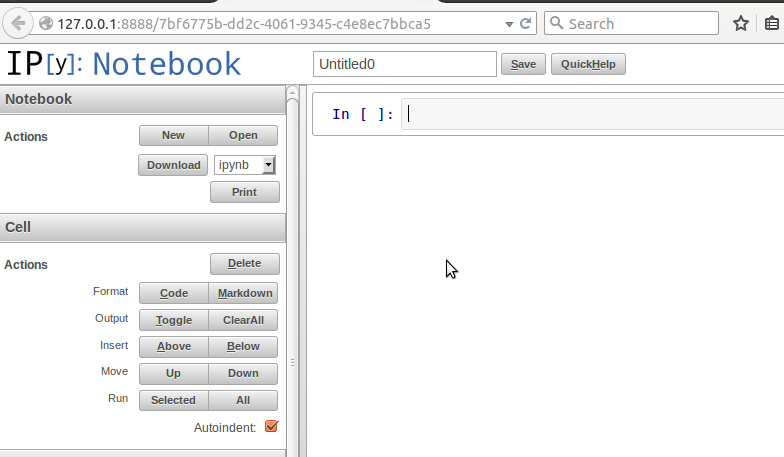 127.0.0.1:8888/7bf6775b-dd2c-4061-9345-c4e8ec7bbca5
Search
IP[y]: Notebook
Untitled0
Save
QuickHelp
Notebook
Actions
New
Open
Download
ipynb
Print
Cell
Actions
Delete
Format
Code
Markdown
Output
Toggle
ClearAll
Insert
Above
Below
Move
Up
Down
Run
Selected
All
Autoindent:
In [ ]: